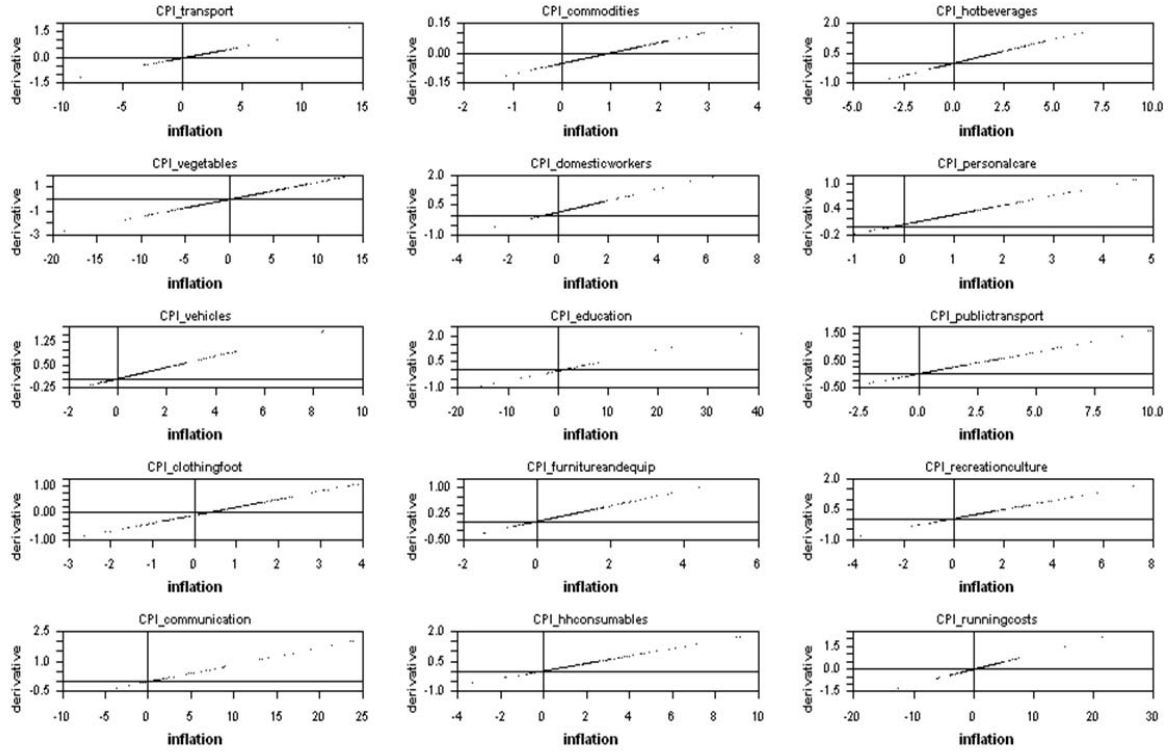 CPI_transport
derivative
1.5
0.0
-1.5
-10 -5 0 5 10 15
inflation
CPI_commodities
derivative
0.15
0.00
-0.15
-2 -1 0 1 2 3 4
inflation
CPI_hotbeverages
derivative
2.0
0.5
-1.0
-5.0 -2.5 0.0 2.5 5.0 7.5 10.0
inflation
CPI_vegetables
derivative
1
-1
-3
-20 -15 -10 -5 0 5 10 15
inflation
CPI_domesticworkers
derivative
2.0
0.5
-1.0
-4 -2 0 2 4 6 8
inflation
CPI_personalcare
derivative
1.0
0.4
-0.2
-1 0 1 2 3 4 5
inflation
CPI_vehicles
derivative
1.25
0.50
-0.25
-2 0 2 4 6 8 10
inflation
CPI_education
derivative
2.0
0.5
-1.0
-20 -10 0 10 20 30 40
inflation
CPI_publictransport
derivative
1.50
0.50
-0.50
-2.5 0.0 2.5 5.0 7.5 10.0
inflation
CPI_clothingfoot
derivative
1.00
0.00
-1.00
-3 -2 -1 0 1 2 3 4
inflation
CPI_furnitureandequip
derivative
1.00
0.25
-0.50
-2 0 2 4 6
inflation
CPI_recreationculture
derivative
2.0
0.5
-1.0
-4 -2 0 2 4 6 8
inflation
CPI_communication
derivative
2.5
1.0
-0.5
-10 -5 0 5 10 15 20 25
inflation
CPI_hhconsumables
derivative
2.0
0.5
-1.0
-4 -2 0 2 4 6 8 10
inflation
CPI_runningcosts
derivative
1.5
0.0
-1.5
-20 -10 0 10 20 30
inflation